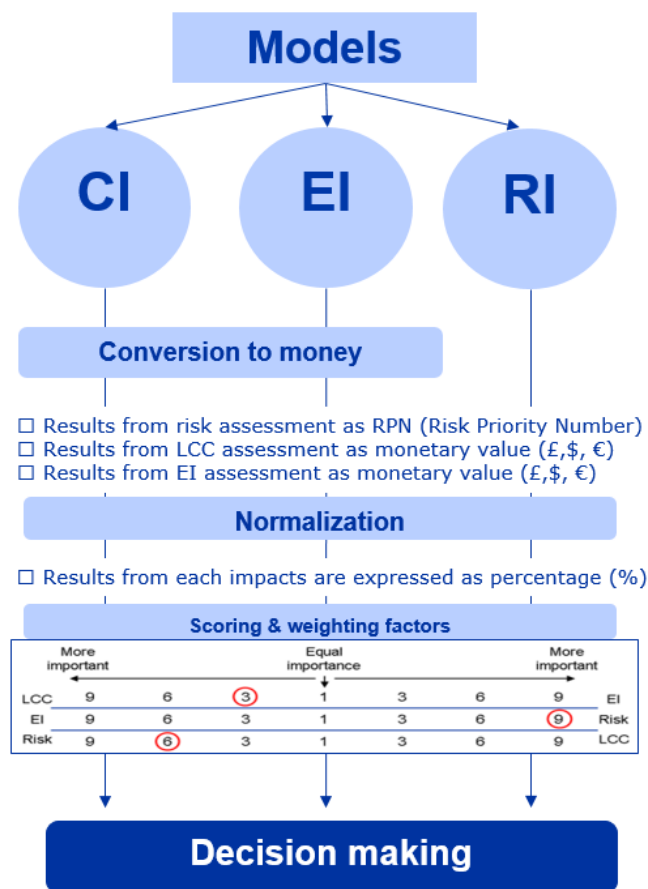 Models
CI EI RI
Conversion to money
☐ Results from risk assessment as RPN (Risk Priority Number)
☐ Results from LCC assessment as monetary value (£,$, €)
☐ Results from EI assessment as monetary value (£,$, €)
Normalization
☐ Results from each impacts are expressed as percentage (%)
Scoring & weighting factors
More important Equal importance More important
LCC 9 6 3 1 3 6 9 EI
EI 9 6 3 1 3 6 9 Risk
Risk 9 6 3 1 3 6 9 LCC
Decision making